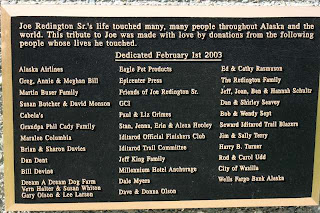 Joe Redington Sr.'s life touched many, many people throughout Alaska and the
world. This tribute to Joe was made with love by donations from the following
people whose lives he touched.
Dedicated February 1st 2003
Alaska Airlines
Greg, Annie & Meghan Bill
Martin Buser Family
Susan Butcher & David Monson
Cabela's
Grandpa Phil Cady Family
Marales Columbia
Brian & Sharon Davies
Dan Dent
Bill Devine
Dream A Dream Dog Farm
Vern Halter & Susan Whiton
Gary Olson & Lee Larson
Eagle Pet Products
Epicenter Press
Friends of Joe Redington Sr.
GCI
Paul & Liz Grimes
Stan, Jenna, Erin & Alexa Hooley
Iditarod Official Finishers Club
Iditarod Trail Committee
Jeff King Family
Millennium Hotel Anchorage
Dale Myers
Dave & Donna Olson
Ed & Cathy Rasmuson
The Redington Family
Jeff, Joan, Ben & Hannah Schultz
Dan & Shirley Seavey
Bob & Wendy Sept
Seward Iditarod Trail Blazers
Jim & Sally Terry
Harry B. Turner
Rod & Carol Udd
City of Wasilla
Wells Fargo Bank Alaska